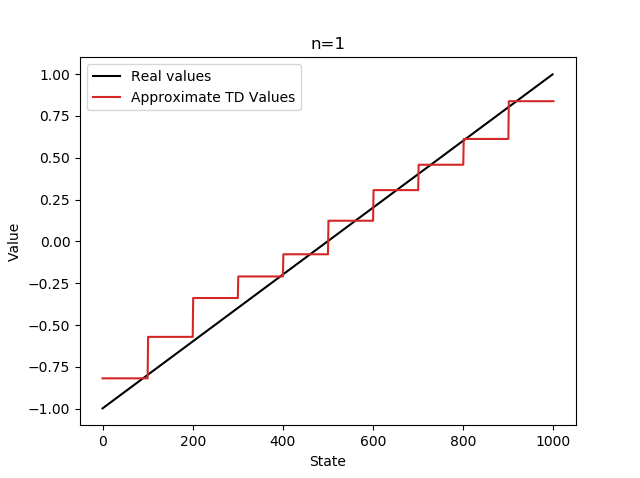 n=1
Real values
Approximate TD Values
1.00
0.75
0.50
0.25
0.00
−0.25
−0.50
−0.75
−1.00
Value
0 200 400 600 800 1000
State